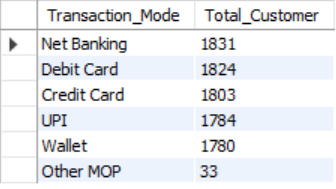 Transaction_Mode Total_Customer
Net Banking 1831
Debit Card 1824
Credit Card 1803
UPI 1784
Wallet 1780
Other MOP 33